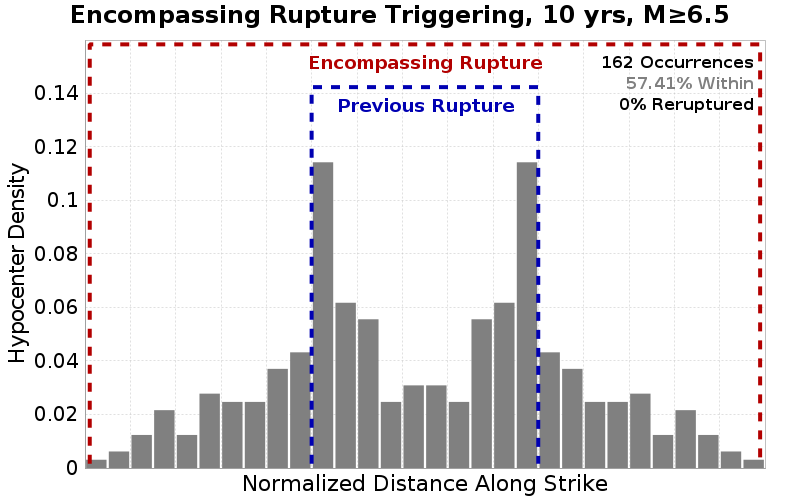 Encompassing Rupture Triggering, 10 yrs, M≥6.5
Encompassing Rupture
162 Occurrences
57.41% Within
0% Reruptured
Previous Rupture
Hypocenter Density
0.14
0.12
0.1
0.08
0.06
0.04
0.02
0
Normalized Distance Along Strike